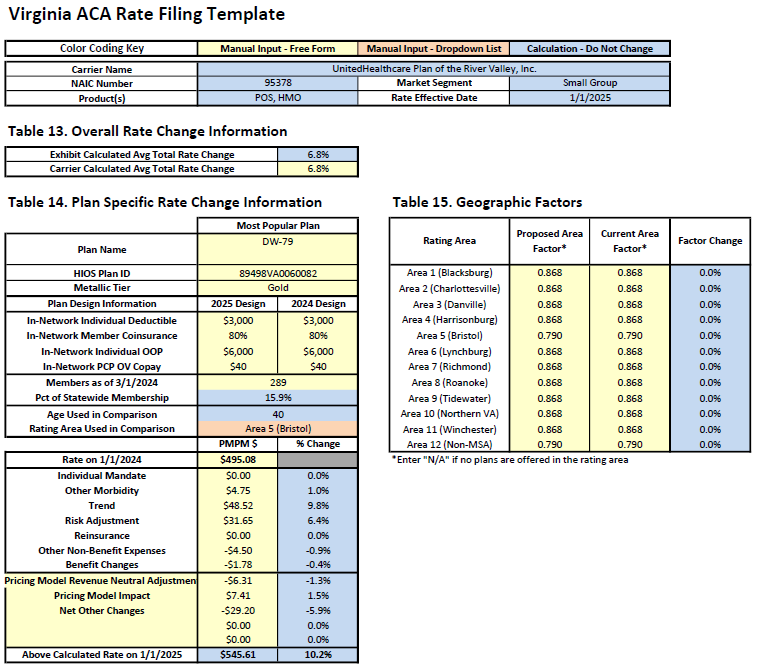 Virginia ACA Rate Filing Template
Color Coding Key Manual Input - Free Form Manual Input - Dropdown List Calculation - Do Not Change
Carrier Name UnitedHealthcare Plan of the River Valley, Inc.
NAIC Number 95378 Market Segment Small Group
Product(s) POS, HMO Rate Effective Date 1/1/2025
Table 13. Overall Rate Change Information
Exhibit Calculated Avg Total Rate Change 6.8%
Carrier Calculated Avg Total Rate Change 6.8%
Table 14. Plan Specific Rate Change Information
Most Popular Plan
Plan Name DW-79
HIOS Plan ID 89498VA0060082
Metallic Tier Gold
Plan Design Information 2025 Design 2024 Design
In-Network Individual Deductible $3,000 $3,000
In-Network Member Coinsurance 80% 80%
In-Network Individual OOP $6,000 $6,000
In-Network PCP OV Copay $40 $40
Members as of 3/1/2024 289
Pct of Statewide Membership 15.9%
Age Used in Comparison 40
Rating Area Used in Comparison Area 5 (Bristol)
PMPM $ % Change
Rate on 1/1/2024 $495.08
Individual Mandate $0.00 0.0%
Other Morbidity $4.75 1.0%
Trend $48.52 9.8%
Risk Adjustment $31.65 6.4%
Reinsurance $0.00 0.0%
Other Non-Benefit Expenses -$4.50 -0.9%
Benefit Changes -$1.78 -0.4%
Pricing Model Revenue Neutral Adjustmen -$6.31 -1.3%
Pricing Model Impact $7.41 1.5%
Net Other Changes -$29.20 -5.9%
$0.00 0.0%
$0.00 0.0%
Above Calculated Rate on 1/1/2025 $545.61 10.2%
Table 15. Geographic Factors
Rating Area Proposed Area Factor* Current Area Factor* Factor Change
Area 1 (Blacksburg) 0.868 0.868 0.0%
Area 2 (Charlottesville) 0.868 0.868 0.0%
Area 3 (Danville) 0.868 0.868 0.0%
Area 4 (Harrisonburg) 0.868 0.868 0.0%
Area 5 (Bristol) 0.790 0.790 0.0%
Area 6 (Lynchburg) 0.868 0.868 0.0%
Area 7 (Richmond) 0.868 0.868 0.0%
Area 8 (Roanoke) 0.868 0.868 0.0%
Area 9 (Tidewater) 0.868 0.868 0.0%
Area 10 (Northern VA) 0.868 0.868 0.0%
Area 11 (Winchester) 0.868 0.868 0.0%
Area 12 (Non-MSA) 0.790 0.790 0.0%
*Enter "N/A" if no plans are offered in the rating area